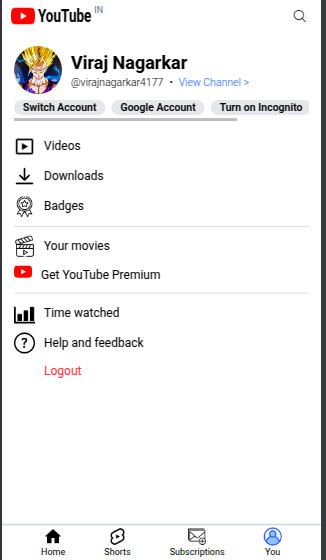 YouTube IN
Viraj Nagarkar
@virajnagarkar4177 • View Channel >
Switch Account Google Account Turn on Incognito
Videos
Downloads
Badges
Your movies
Get YouTube Premium
Time watched
? Help and feedback
Logout
Home Shorts Subscriptions You